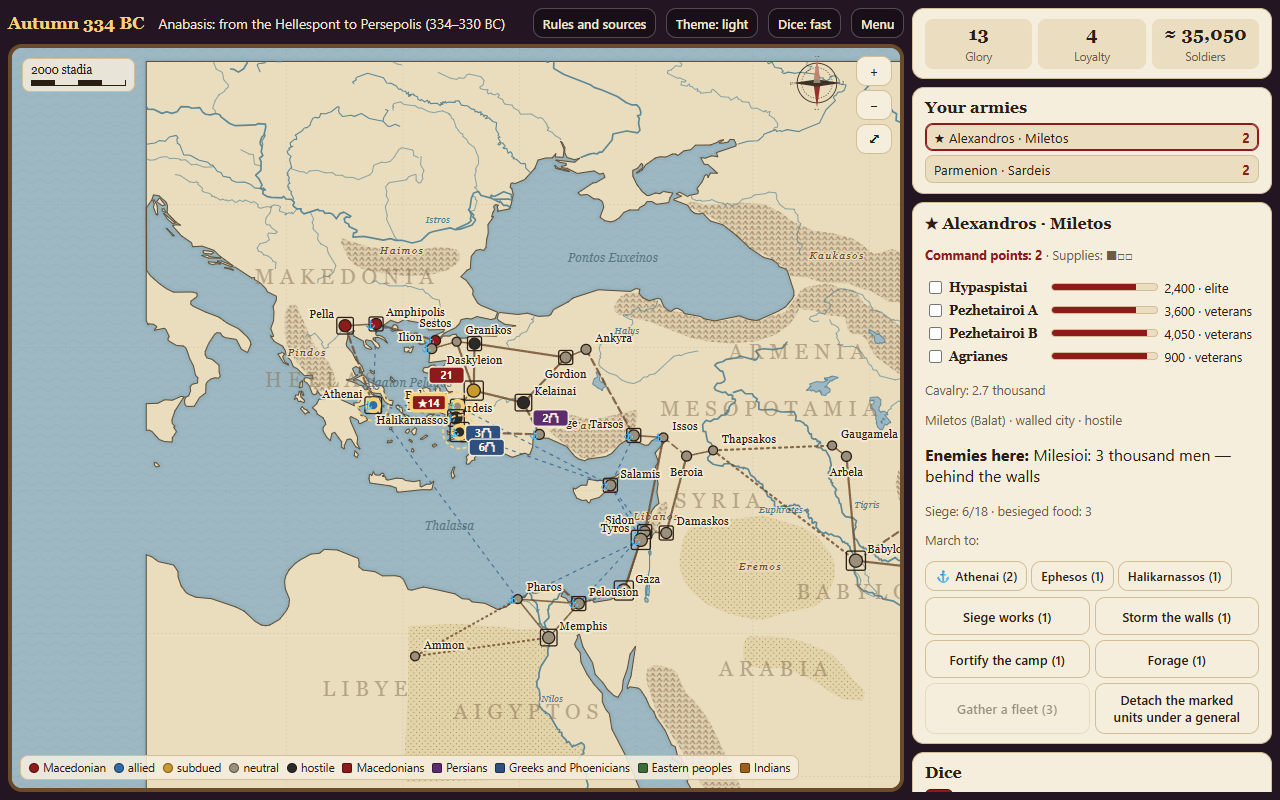 Autumn 334 BC
Anabasis: from the Hellespont to Persepolis (334–330 BC)
Rules and sources
Theme: light
Dice: fast
Menu
2000 stadia
+
−
⤢
Istros
Haimos
MAKEDONIA
Pontos Euxeinos
Kaukasos
Pella
Amphipolis
Sestos
Ilion
Granikos
Halys
Ankyra
Pindos
ARMENIA
Daskyleion
Gordion
Aigaion Pelagos
21
Athenai
Kelainai
★14
rdeis
MESOPOTAMIA
Halikarnassos
2
Tarsos
Issos
3
6
Thapsakos
Gaugamela
Beroia
Arbela
Salamis
SYRIA
Euphrates
Tigris
Thalassa
Sidon
Libanos
Damaskos
Tyros
Babylo
Eremos
Gaza
Pharos
Pelousion
BABYLO
Memphis
Ammon
ARABIA
LIBYE
Nilos
AIGYPTOS
Macedonian
allied
subdued
neutral
hostile
Macedonians
Persians
Greeks and Phoenicians
Eastern peoples
Indians
13
Glory
4
Loyalty
≈ 35,050
Soldiers
Your armies
★ Alexandros · Miletos 2
Parmenion · Sardeis 2
★ Alexandros · Miletos
Command points: 2 · Supplies: ■□□
Hypaspistai 2,400 · elite
Pezhetairoi A 3,600 · veterans
Pezhetairoi B 4,050 · veterans
Agrianes 900 · veterans
Cavalry: 2.7 thousand
Miletos (Balat) · walled city · hostile
Enemies here: Milesioi: 3 thousand men —
behind the walls
Siege: 6/18 · besieged food: 3
March to:
⚓ Athenai (2)
Ephesos (1)
Halikarnassos (1)
Siege works (1)
Storm the walls (1)
Fortify the camp (1)
Forage (1)
Gather a fleet (3)
Detach the marked
units under a general
Dice